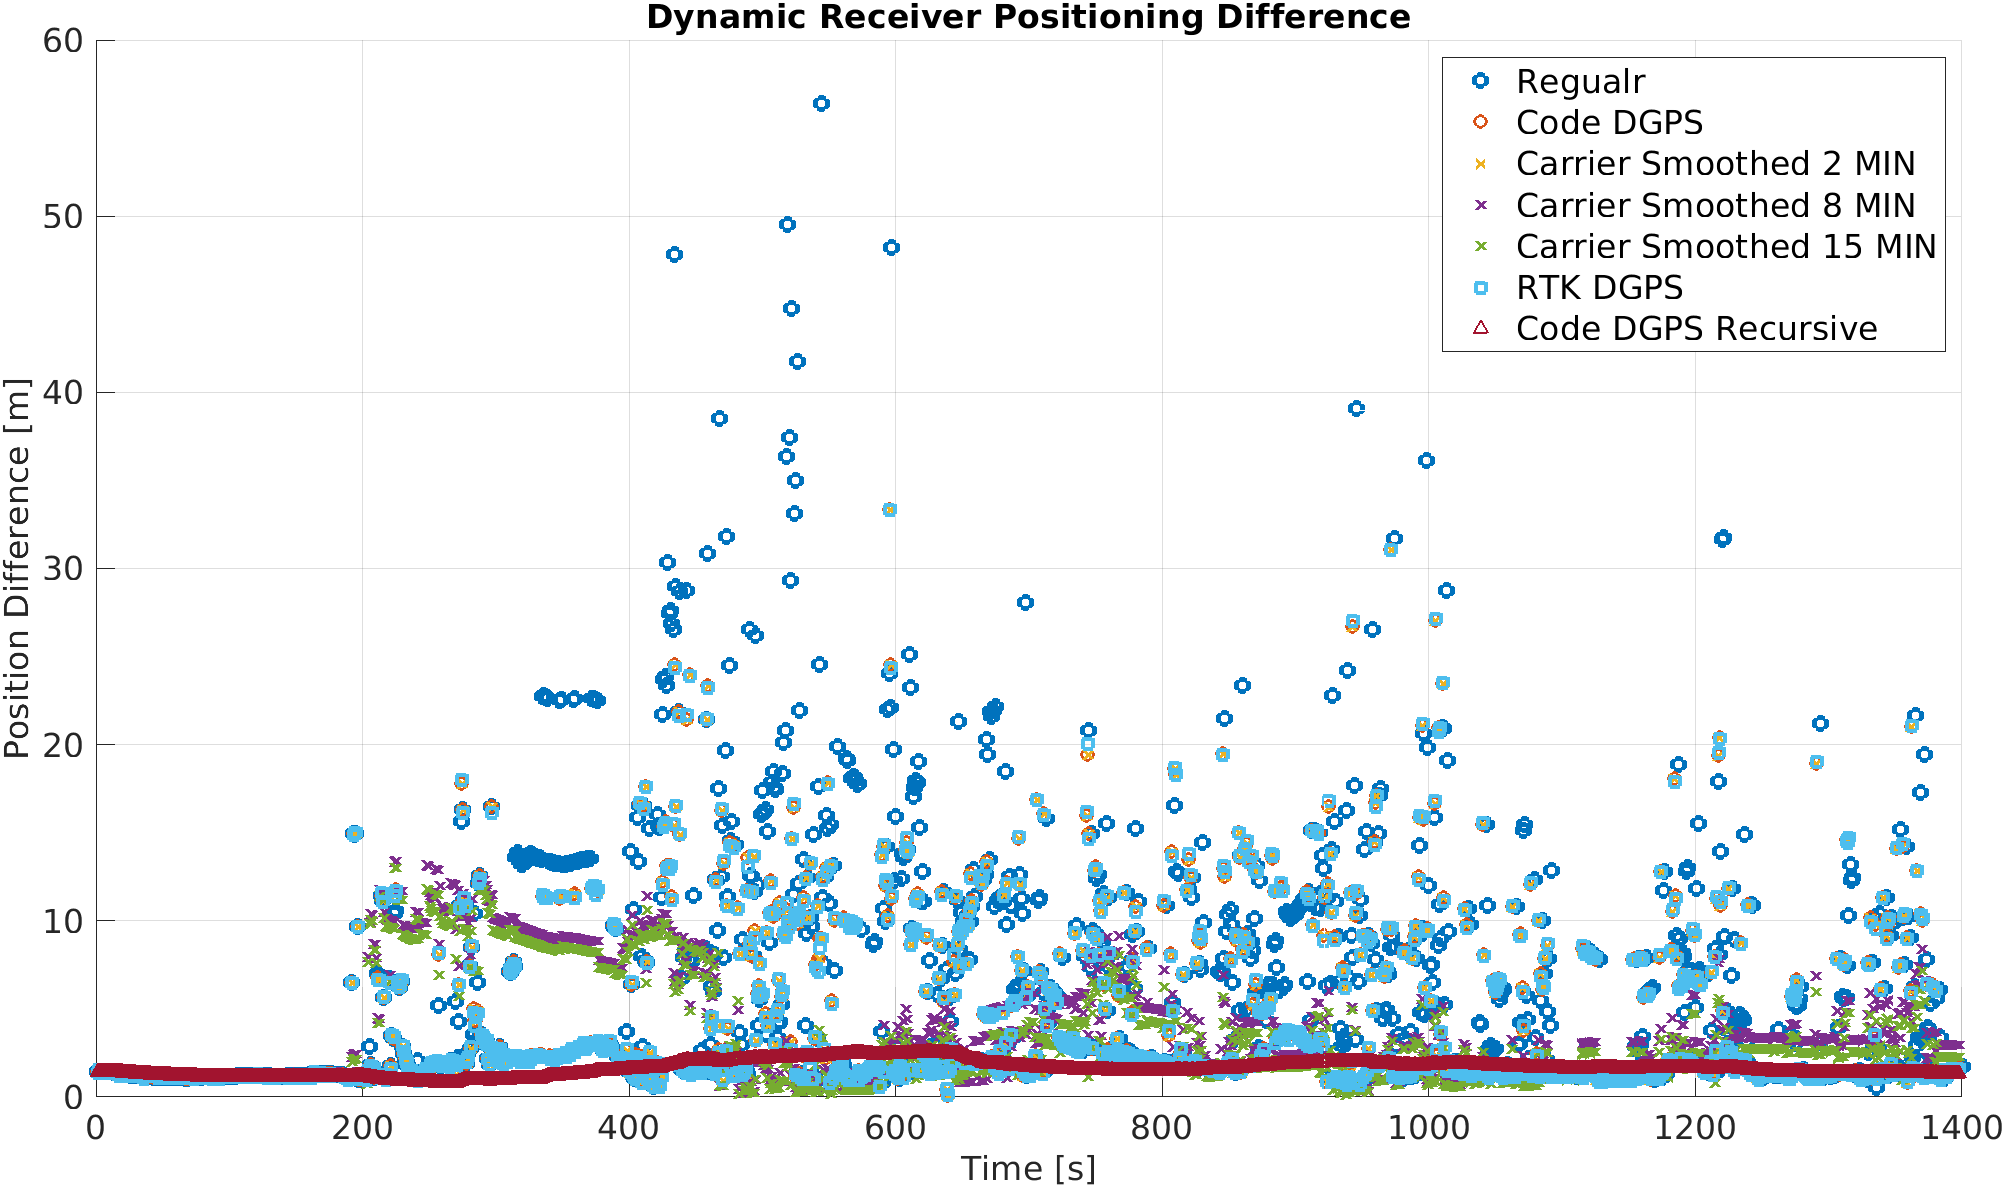 Dynamic Receiver Positioning Difference
60
50
40
30
20
10
0
Position Difference [m]
Regualr
Code DGPS
Carrier Smoothed 2 MIN
Carrier Smoothed 8 MIN
Carrier Smoothed 15 MIN
RTK DGPS
Code DGPS Recursive
0 200 400 600 800 1000 1200 1400
Time [s]